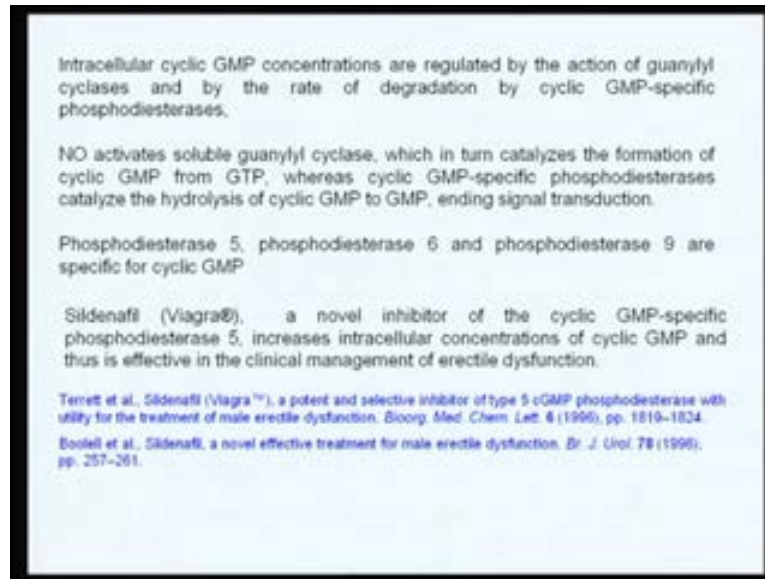 Intracellular cyclic GMP concentrations are regulated by the action of guanylyl
cyclases and by the rate of degradation by cyclic GMP-specific
phosphodiesterases,
NO activates soluble guanylyl cyclase, which in turn catalyzes the formation of
cyclic GMP from GTP, whereas cyclic GMP-specific phosphodiesterases
catalyze the hydrolysis of cyclic GMP to GMP, ending signal transduction.
Phosphodiesterase 5, phosphodiesterase 6 and phosphodiesterase 9 are
specific for cyclic GMP
Sildenafil (Viagra®), a novel inhibitor of the cyclic GMP-specific
phosphodiesterase 5, increases intracellular concentrations of cyclic GMP and
thus is effective in the clinical management of erectile dysfunction.
Terrett et al., Sildenafil (Viagra™), a potent and selective inhibitor of type 5 cGMP phosphodiesterase with
utility for the treatment of male erectile dysfunction. Bioorg. Med. Chem. Lett. 6 (1996), pp. 1819–1824.
Boolell et al., Sildenafil, a novel effective treatment for male erectile dysfunction. Br. J. Urol. 78 (1996),
pp. 257–261.